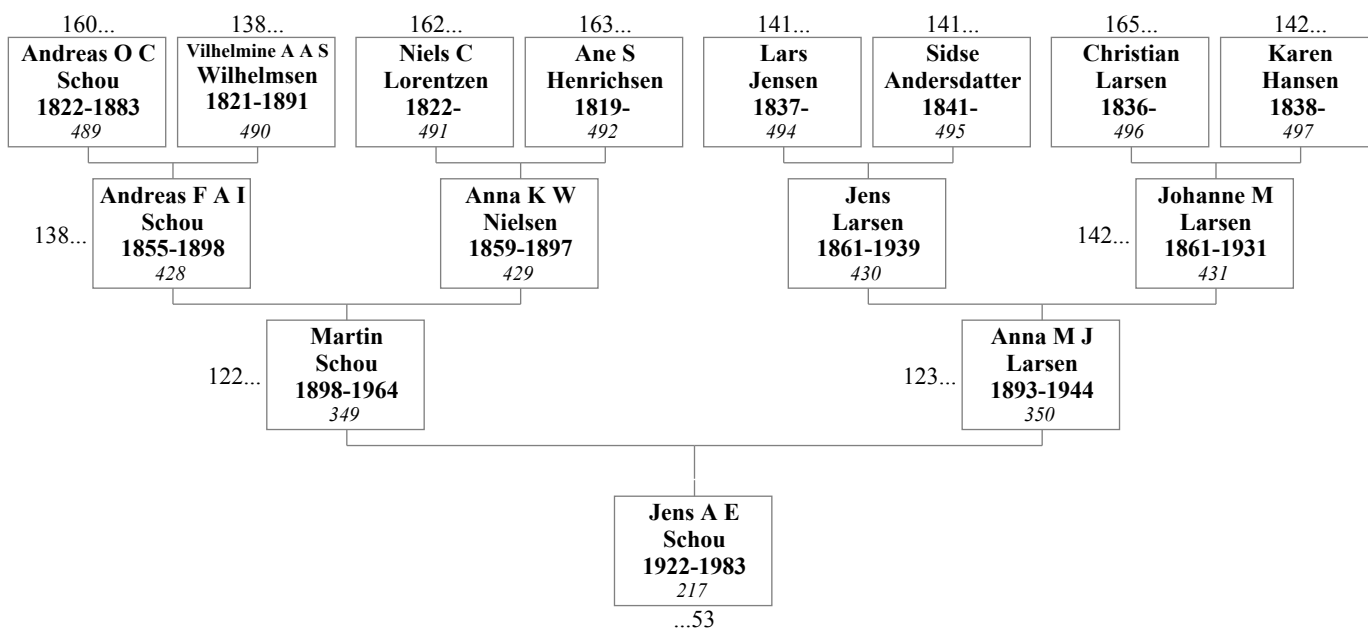 160...
138...
162...
163...
141...
141...
165...
142...
Andreas O C
Schou
1822-1883
489
Vilhelmine A A S
Wilhelmsen
1821-1891
490
Niels C
Lorentzen
1822-
491
Ane S
Henrichsen
1819-
492
Lars
Jensen
1837-
494
Sidse
Andersdatter
1841-
495
Christian
Larsen
1836-
496
Karen
Hansen
1838-
497
138...
Andreas F A I
Schou
1855-1898
428
Anna K W
Nielsen
1859-1897
429
Jens
Larsen
1861-1939
430
142...
Johanne M
Larsen
1861-1931
431
122...
Martin
Schou
1898-1964
349
123...
Anna M J
Larsen
1893-1944
350
Jens A E
Schou
1922-1983
217
...53